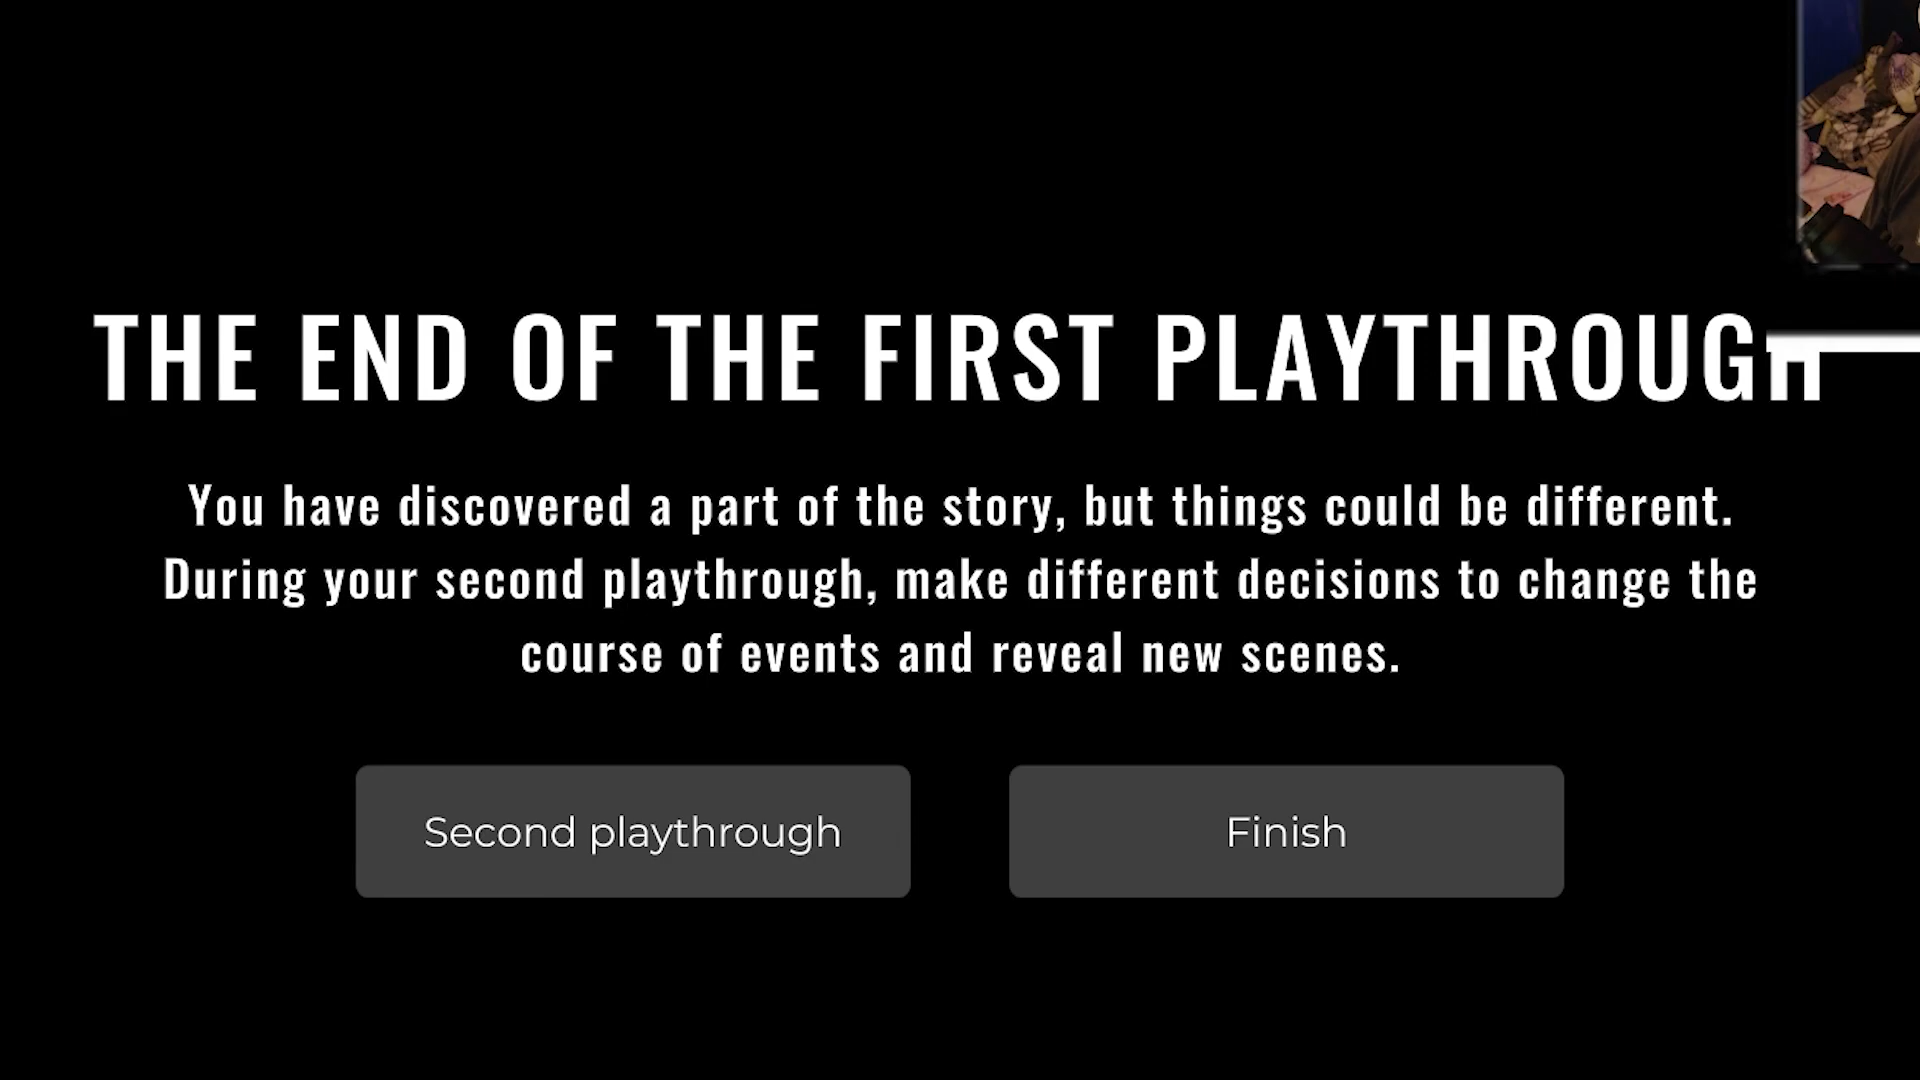 THE END OF THE FIRST PLAYTHROUGH
You have discovered a part of the story, but things could be different.
During your second playthrough, make different decisions to change the
course of events and reveal new scenes.
Second playthrough
Finish